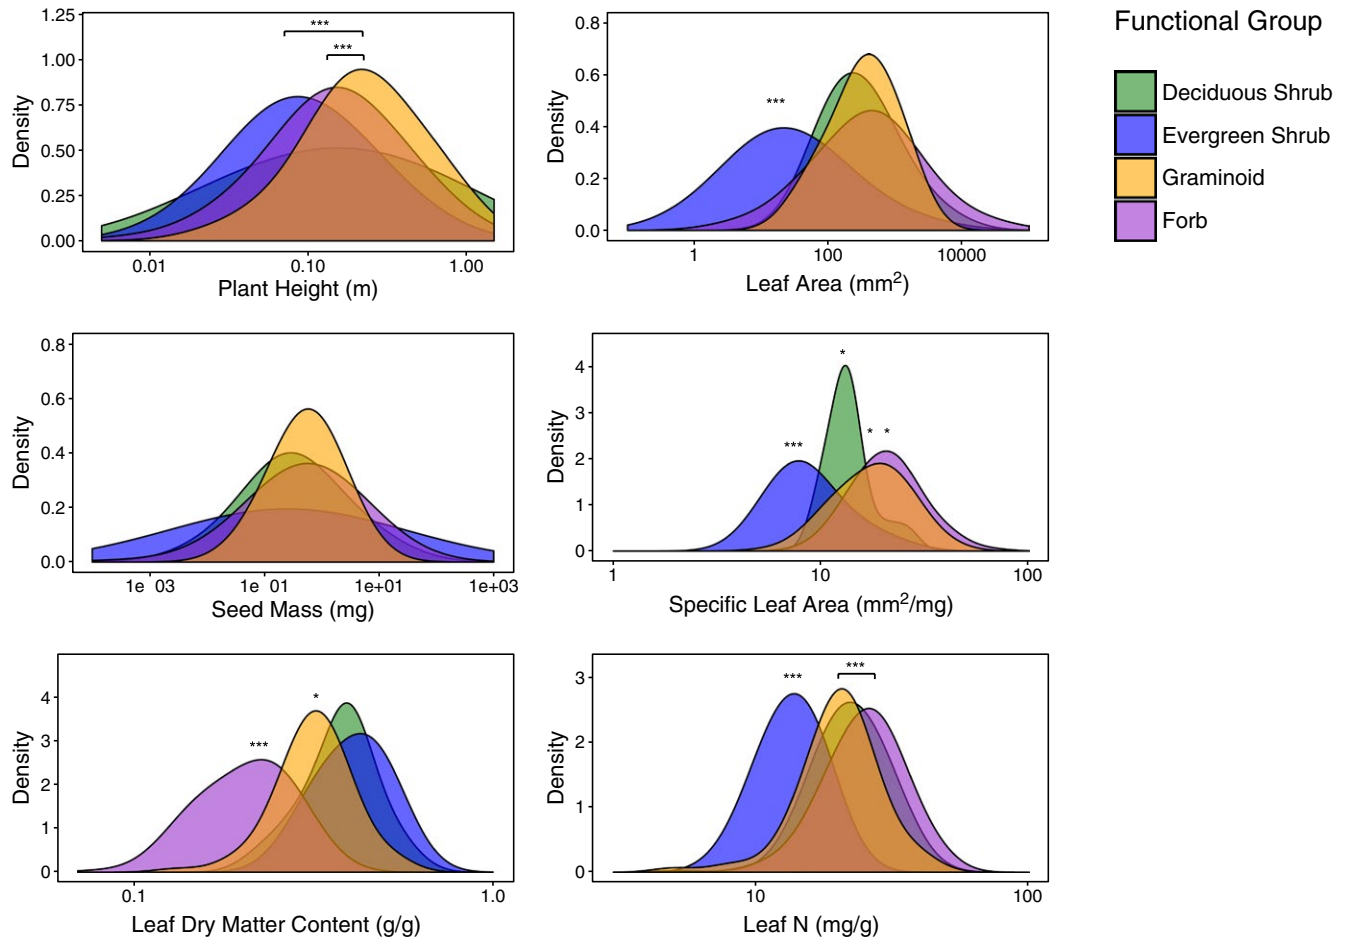 Functional Group
Deciduous Shrub
Evergreen Shrub
Graminoid
Forb
1.25
1.00
0.75
0.50
0.25
0.00
Density
***
***
0.01 0.10 1.00
Plant Height (m)
0.8
0.6
0.4
0.2
0.0
Density
***
1 100 10000
Leaf Area (mm²)
0.8
0.6
0.4
0.2
0.0
Density
1e 03 1e 01 1e+01 1e+03
Seed Mass (mg)
4
3
2
1
0
Density
*
***
* *
1 10 100
Specific Leaf Area (mm²/mg)
4
3
2
1
0
Density
*
***
0.1 1.0
Leaf Dry Matter Content (g/g)
3
2
1
0
Density
***
***
10 100
Leaf N (mg/g)